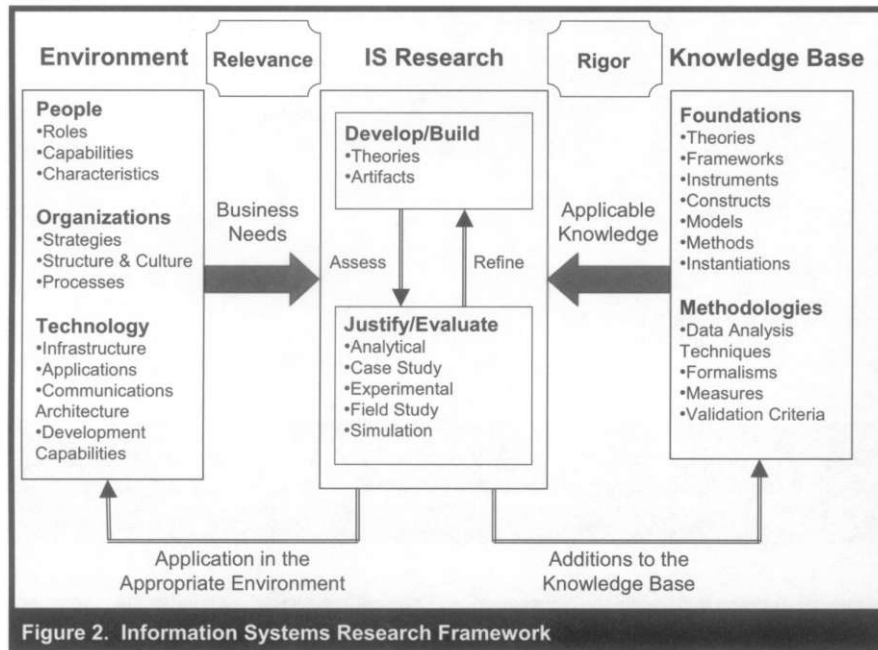 Environment
Relevance
IS Research
Rigor
Knowledge Base
People
•Roles
•Capabilities
•Characteristics
Organizations
•Strategies
•Structure & Culture
•Processes
Technology
•Infrastructure
•Applications
•Communications
Architecture
•Development
Capabilities
Business
Needs
Develop/Build
•Theories
•Artifacts
Assess
Refine
Justify/Evaluate
•Analytical
•Case Study
•Experimental
•Field Study
•Simulation
Applicable
Knowledge
Foundations
•Theories
•Frameworks
•Instruments
•Constructs
•Models
•Methods
•Instantiations
Methodologies
•Data Analysis
Techniques
•Formalisms
•Measures
•Validation Criteria
Application in the
Appropriate Environment
Additions to the
Knowledge Base
Figure 2. Information Systems Research Framework